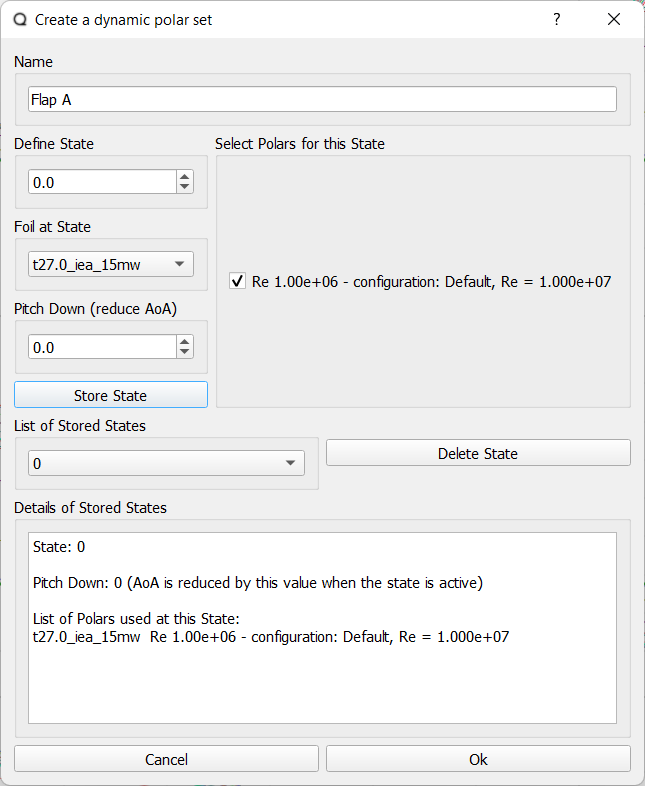 Create a dynamic polar set
?
Name
Flap A
Define State
Select Polars for this State
0.0
Foil at State
t27.0_iea_15mw
Re 1.00e+06 - configuration: Default, Re = 1.000e+07
Pitch Down (reduce AoA)
0.0
Store State
List of Stored States
0
Delete State
Details of Stored States
State: 0
Pitch Down: 0 (AoA is reduced by this value when the state is active)
List of Polars used at this State:
t27.0_iea_15mw  Re 1.00e+06 - configuration: Default, Re = 1.000e+07
Cancel
Ok